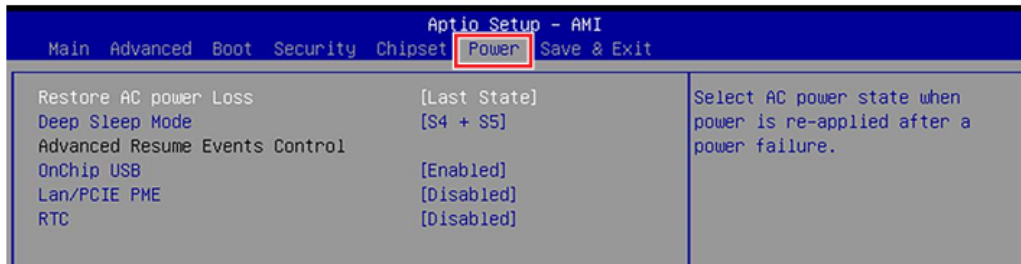 Aptio Setup - AMI
Main Advanced Boot Security Chipset Power Save & Exit
Restore AC power Loss [Last State]
Deep Sleep Mode [S4 + S5]
Advanced Resume Events Control
OnChip USB [Enabled]
Lan/PCIE PME [Disabled]
RTC [Disabled]
Select AC power state when
power is re-applied after a
power failure.